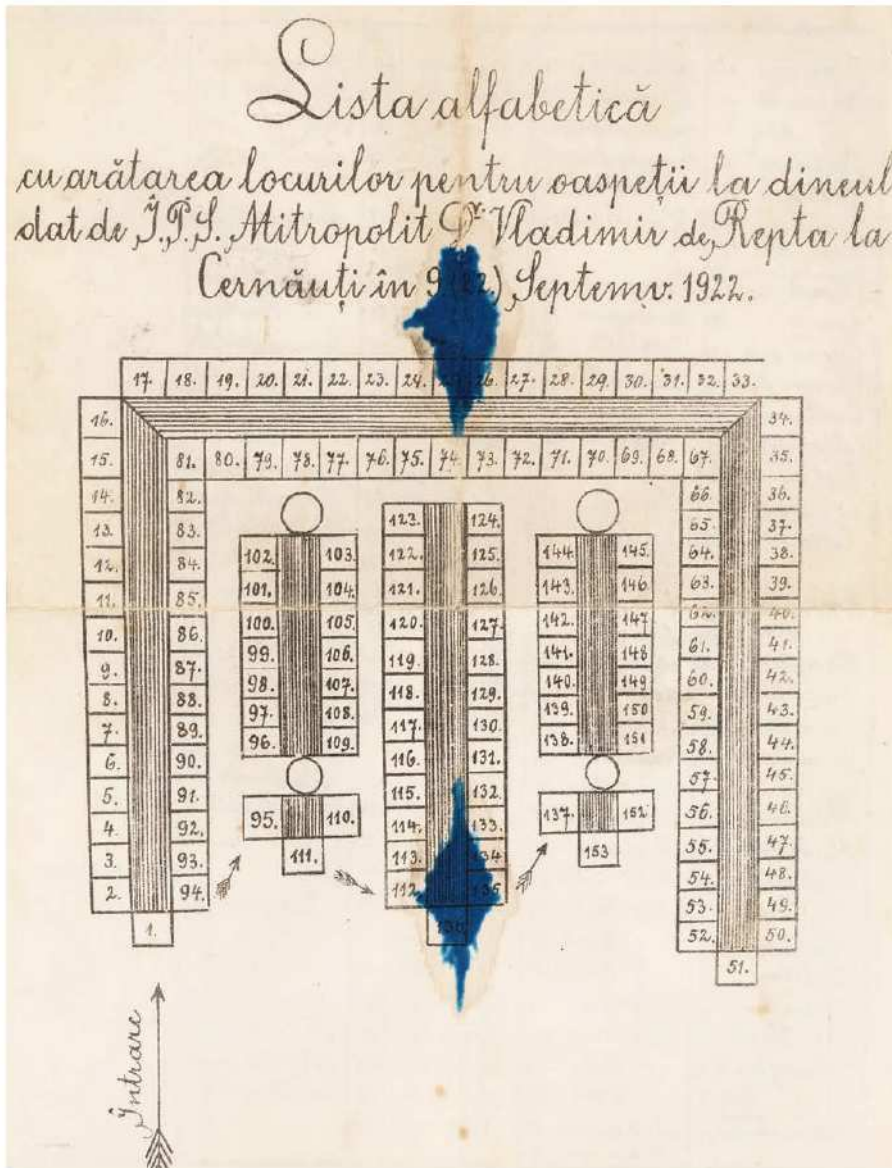 Lista alfabetică
cu arătarea locurilor pentru oaspeții la dineul
dat de I.P.S. Mitropolit Dr. Vladimir de Repta la
Cernăuți în 9 (22) Septemv. 1922.
17. 18. 19. 20. 21. 22. 23. 24. 26. 27. 28. 29. 30. 31. 32. 33.
16. 34.
15. 81. 80. 79. 78. 77. 76. 75. 74. 73. 72. 71. 70. 69. 68. 67. 35.
14. 82. 66. 36.
13. 83. 123. 124. 65. 37.
12. 84. 102. 103. 122. 125. 144. 145. 64. 38.
11. 85. 101. 104. 121. 126. 143. 146. 63. 39.
10. 86. 100. 105. 120. 127. 142. 147 62. 40.
9. 87. 99. 106. 119. 128. 141. 148 61. 41.
8. 88. 98. 107. 118. 129. 140. 149 60. 42.
7. 89. 97. 108. 117. 130. 139. 150 59. 43.
6. 90. 96. 109. 116. 131. 138. 151 58. 44.
5. 91. 115. 132. 57. 45.
4. 92. 95. 110. 114. 133. 137. 152 56. 46.
3. 93. 111. 113. 134 153 55. 47.
2. 94. 112. 135 54. 48.
53. 49.
1. 52. 50.
51.
Întrare